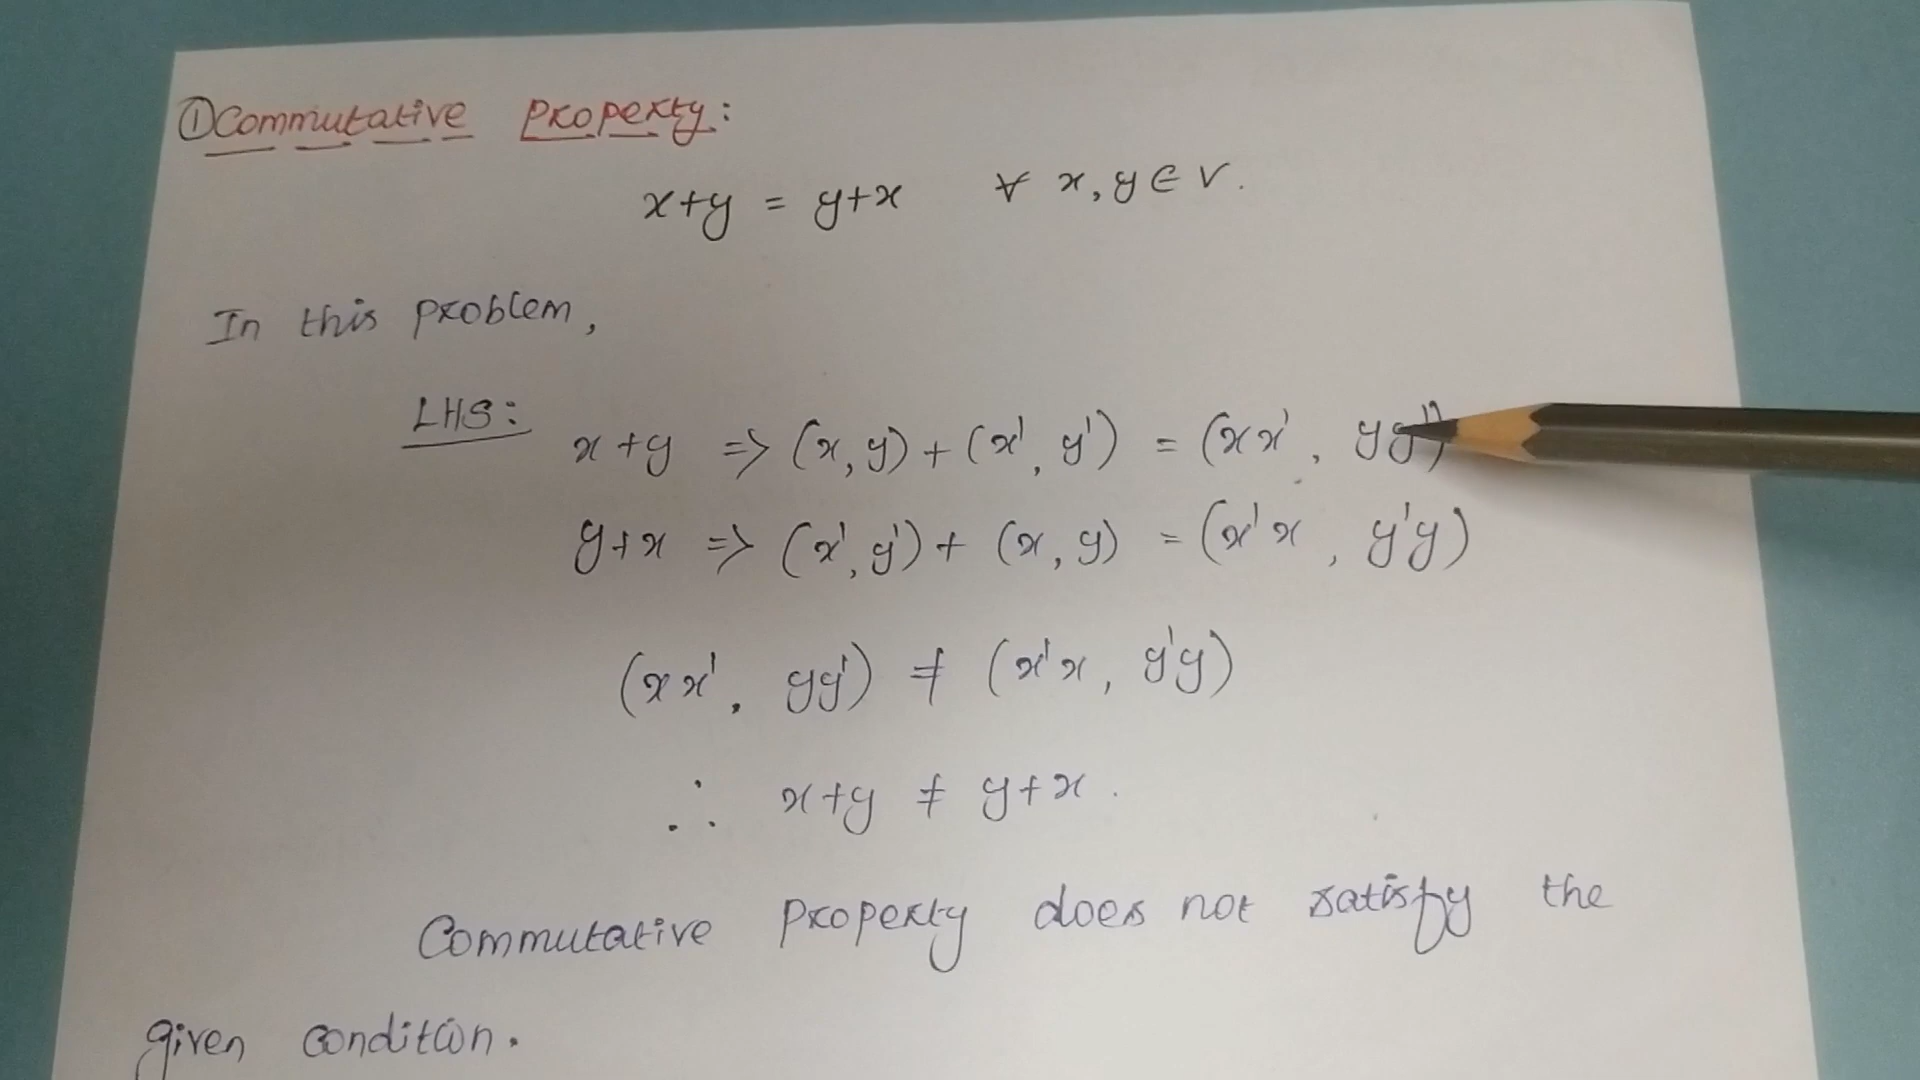 ① Commutative Property:
x+y = y+x ∀ x, y ∈ V.
In this problem,
LHS: x+y ⇒ (x, y) + (x', y') = (xx', yy')
y+x ⇒ (x', y') + (x, y) = (x'x, y'y)
(xx', yy') ≠ (x'x, y'y)
∴ x+y ≠ y+x.
Commutative Property does not satisfy the
given condition.